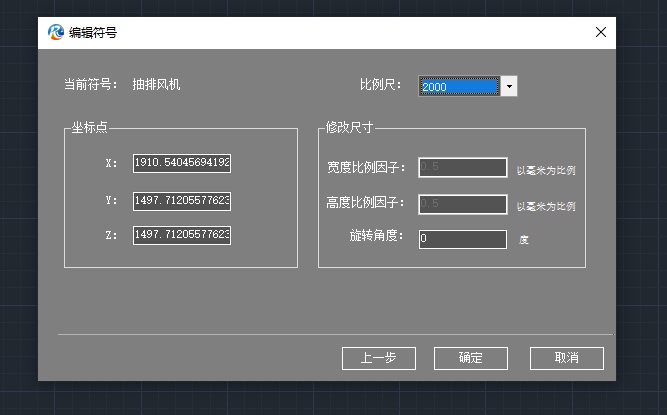 编辑符号
当前符号： 抽排风机 比例尺： 2000
坐标点 修改尺寸
X： 1910.54045694192 宽度比例因子： 0.5 以毫米为比例
Y： 1497.71205577623 高度比例因子： 0.5 以毫米为比例
Z： 1497.71205577623 旋转角度： 0 度
上一步 确定 取消